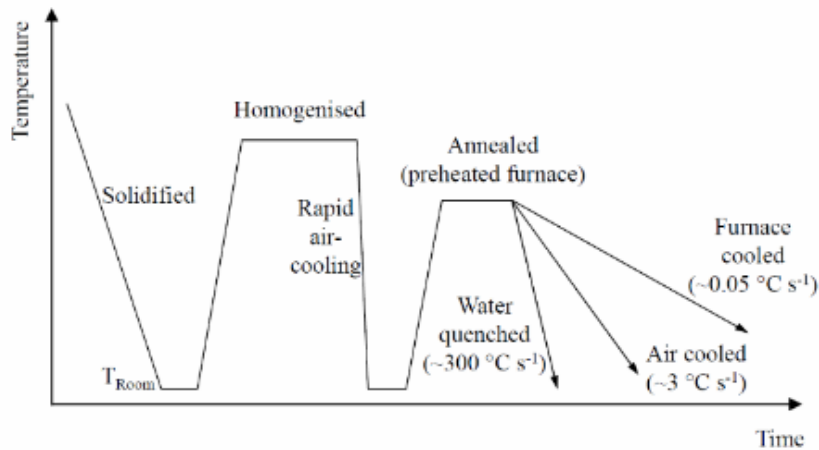 Temperature
Homogenised
Solidified
Rapid
air-
cooling
Annealed
(preheated furnace)
Water
quenched
(~300 °C s⁻¹)
Furnace
cooled
(~0.05 °C s⁻¹)
Air cooled
(~3 °C s⁻¹)
T_Room
Time